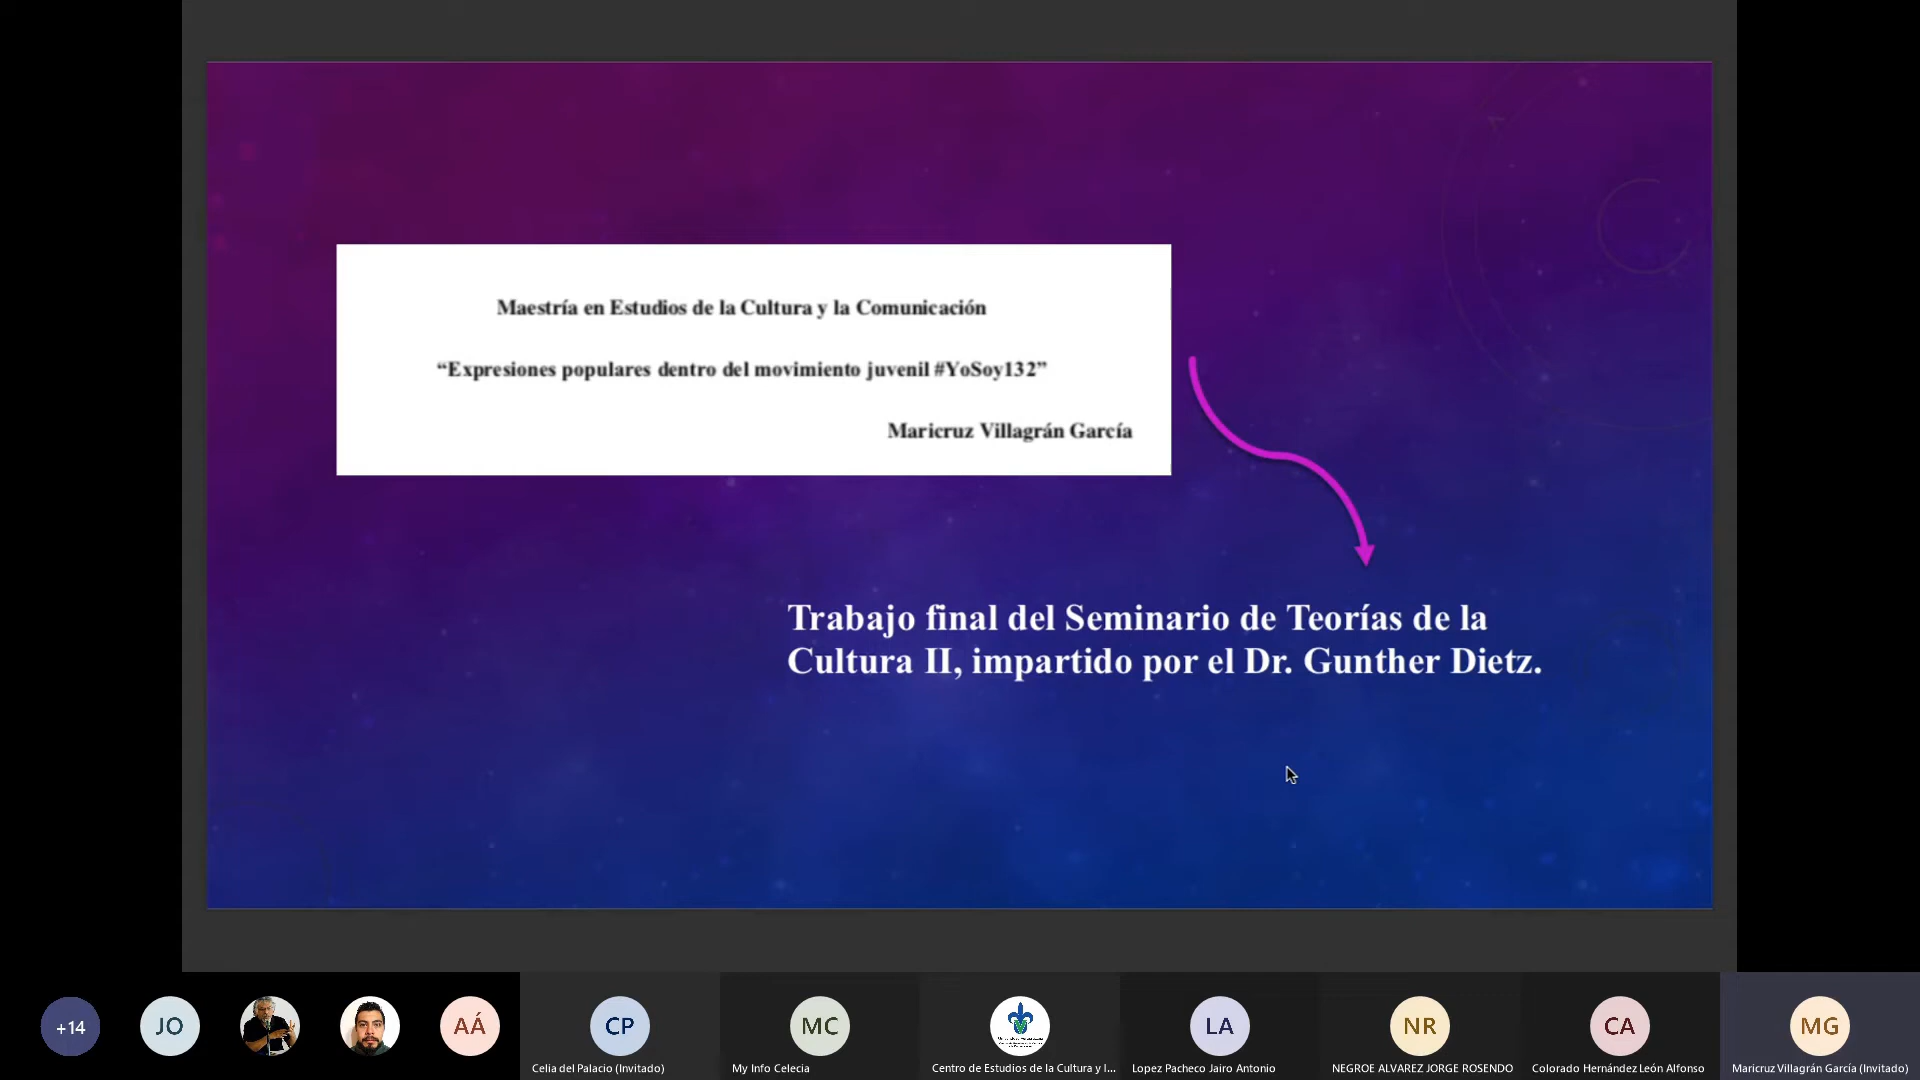 Maestría en Estudios de la Cultura y la Comunicación
“Expresiones populares dentro del movimiento juvenil #YoSoy132”
Maricruz Villagrán García
Trabajo final del Seminario de Teorías de la
Cultura II, impartido por el Dr. Gunther Dietz.
+14
JO
AÁ
CP
MC
LA
NR
CA
MG
Celia del Palacio (Invitado)
My Info Celecia
Centro de Estudios de la Cultura y l...
Lopez Pacheco Jairo Antonio
NEGROE ALVAREZ JORGE ROSENDO
Colorado Hernández León Alfonso
Maricruz Villagrán García (Invitado)